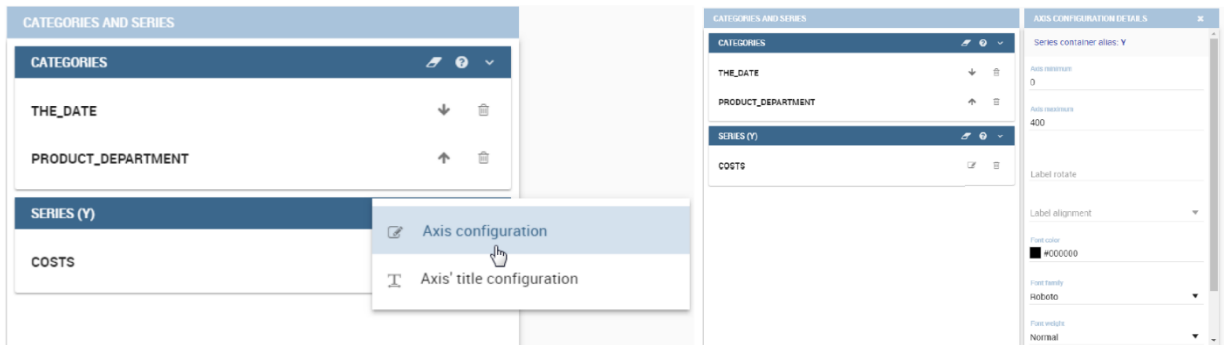 CATEGORIES AND SERIES
CATEGORIES
THE_DATE
PRODUCT_DEPARTMENT
SERIES (Y)
COSTS
Axis configuration
Axis' title configuration
CATEGORIES AND SERIES
CATEGORIES
THE_DATE
PRODUCT_DEPARTMENT
SERIES (Y)
COSTS
AXIS CONFIGURATION DETAILS
Series container alias: Y
Axis minimum
0
Axis maximum
400
Label rotate
Label alignment
Font color
#000000
Font family
Roboto
Font weight
Normal